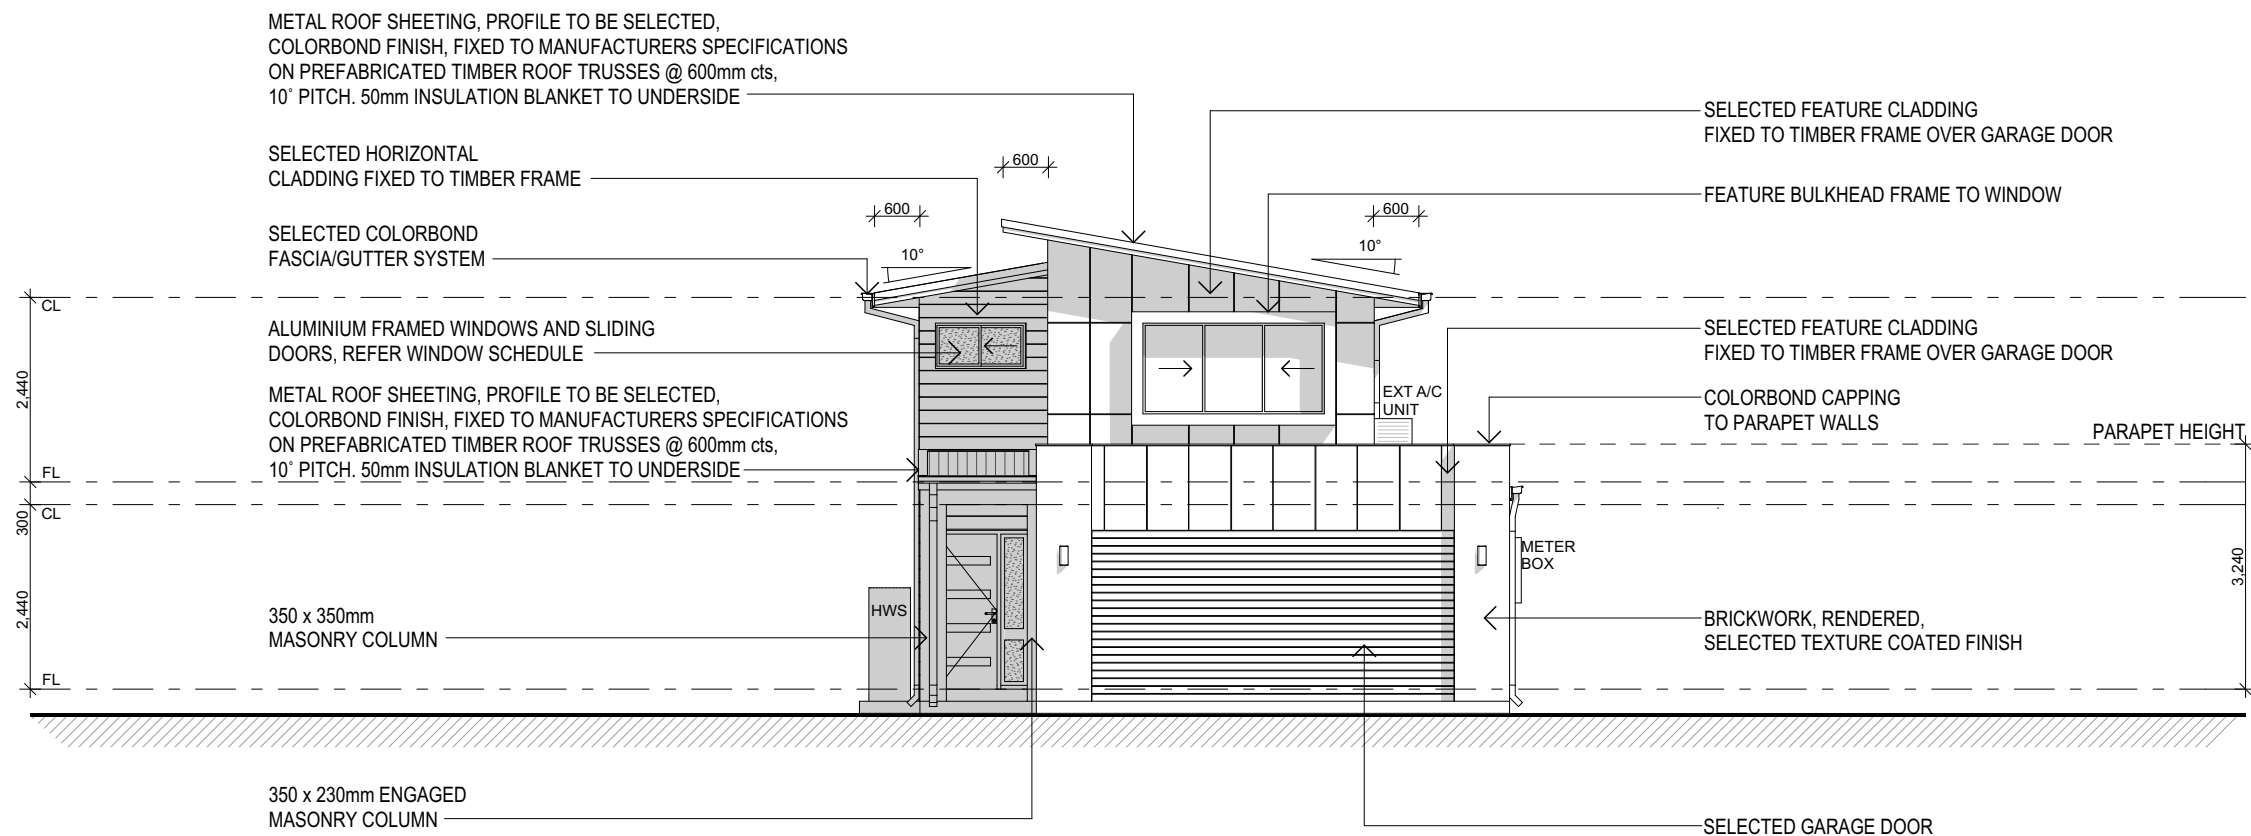 METAL ROOF SHEETING, PROFILE TO BE SELECTED,
COLORBOND FINISH, FIXED TO MANUFACTURERS SPECIFICATIONS
ON PREFABRICATED TIMBER ROOF TRUSSES @ 600mm cts,
10° PITCH. 50mm INSULATION BLANKET TO UNDERSIDE
SELECTED HORIZONTAL
CLADDING FIXED TO TIMBER FRAME
SELECTED COLORBOND
FASCIA/GUTTER SYSTEM
ALUMINIUM FRAMED WINDOWS AND SLIDING
DOORS, REFER WINDOW SCHEDULE
METAL ROOF SHEETING, PROFILE TO BE SELECTED,
COLORBOND FINISH, FIXED TO MANUFACTURERS SPECIFICATIONS
ON PREFABRICATED TIMBER ROOF TRUSSES @ 600mm cts,
10° PITCH. 50mm INSULATION BLANKET TO UNDERSIDE
350 x 350mm
MASONRY COLUMN
350 x 230mm ENGAGED
MASONRY COLUMN
CL
2,440
FL
300
CL
2,440
FL
600
600
600
10°
10°
EXT A/C
UNIT
HWS
METER
BOX
SELECTED FEATURE CLADDING
FIXED TO TIMBER FRAME OVER GARAGE DOOR
FEATURE BULKHEAD FRAME TO WINDOW
SELECTED FEATURE CLADDING
FIXED TO TIMBER FRAME OVER GARAGE DOOR
COLORBOND CAPPING
TO PARAPET WALLS
PARAPET HEIGHT
3,240
BRICKWORK, RENDERED,
SELECTED TEXTURE COATED FINISH
SELECTED GARAGE DOOR